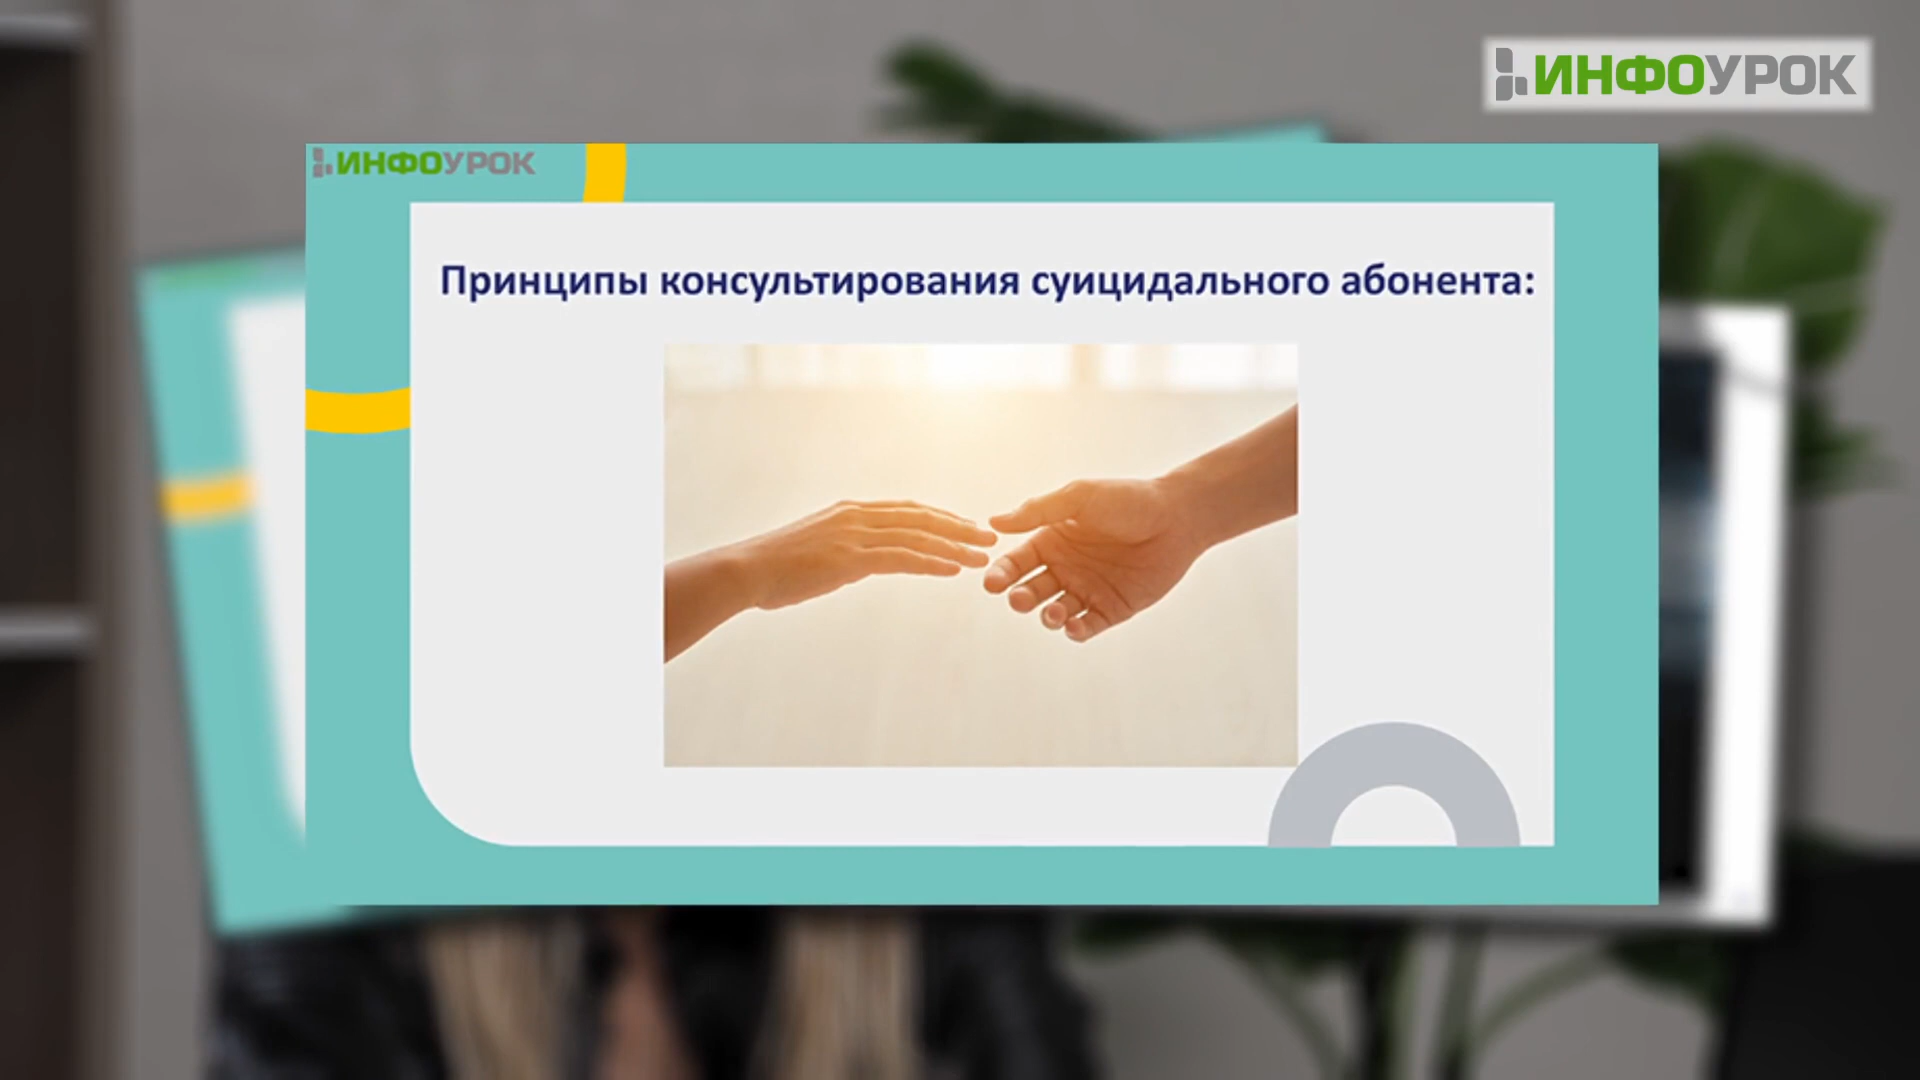 ИНФОУРОК
ИНФОУРОК
Принципы консультирования суицидального абонента: